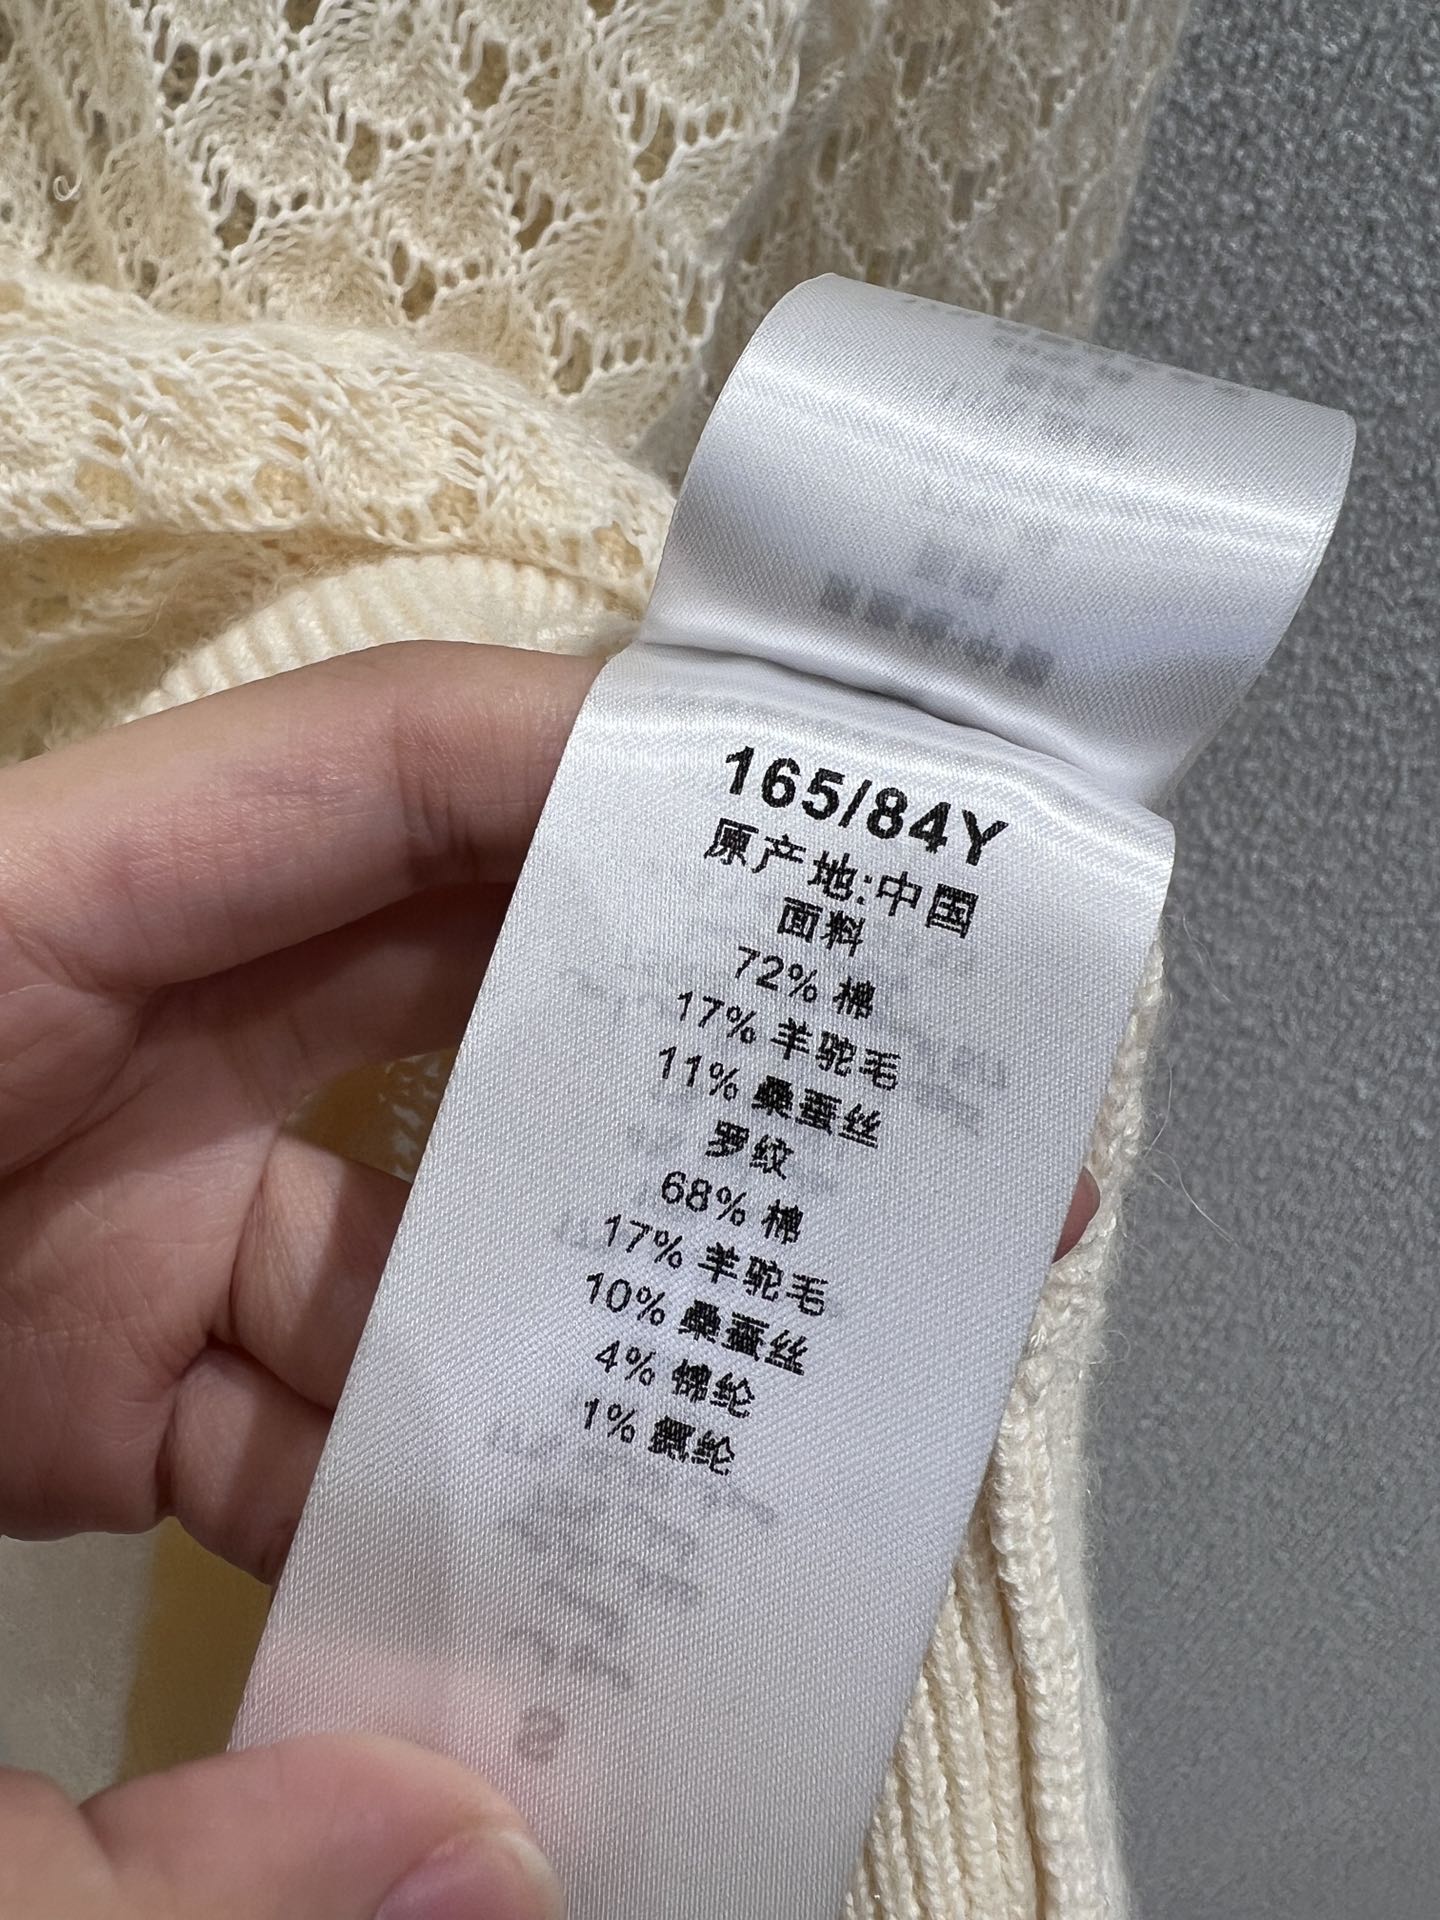 165/84Y
原产地:中国
面料
72% 棉
17% 羊驼毛
11% 桑蚕丝
罗纹
68% 棉
17% 羊驼毛
10% 桑蚕丝
4% 锦纶
1% 氨纶